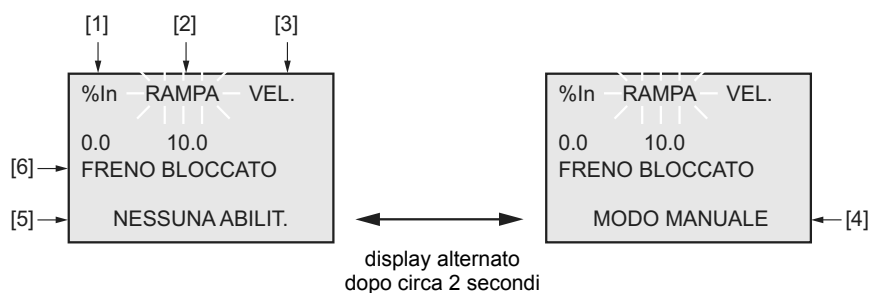 [1] [2] [3]
%In RAMPA VEL.
0.0 10.0
[6] FRENO BLOCCATO
[5] NESSUNA ABILIT.
%In RAMPA VEL.
0.0 10.0
FRENO BLOCCATO
MODO MANUALE [4]
display alternato
dopo circa 2 secondi